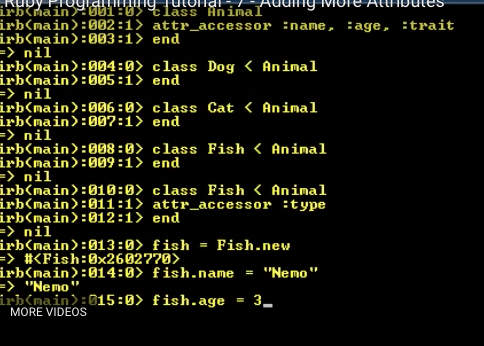 Ruby Programming Tutorial - 7 - Adding More Attributes
irb(main):001:0> class Animal
irb(main):002:1> attr_accessor :name, :age, :trait
irb(main):003:1> end
=> nil
irb(main):004:0> class Dog < Animal
irb(main):005:1> end
=> nil
irb(main):006:0> class Cat < Animal
irb(main):007:1> end
=> nil
irb(main):008:0> class Fish < Animal
irb(main):009:1> end
=> nil
irb(main):010:0> class Fish < Animal
irb(main):011:1> attr_accessor :type
irb(main):012:1> end
=> nil
irb(main):013:0> fish = Fish.new
=> #<Fish:0x2602770>
irb(main):014:0> fish.name = "Nemo"
=> "Nemo"
irb(main):015:0> fish.age = 3_
MORE VIDEOS